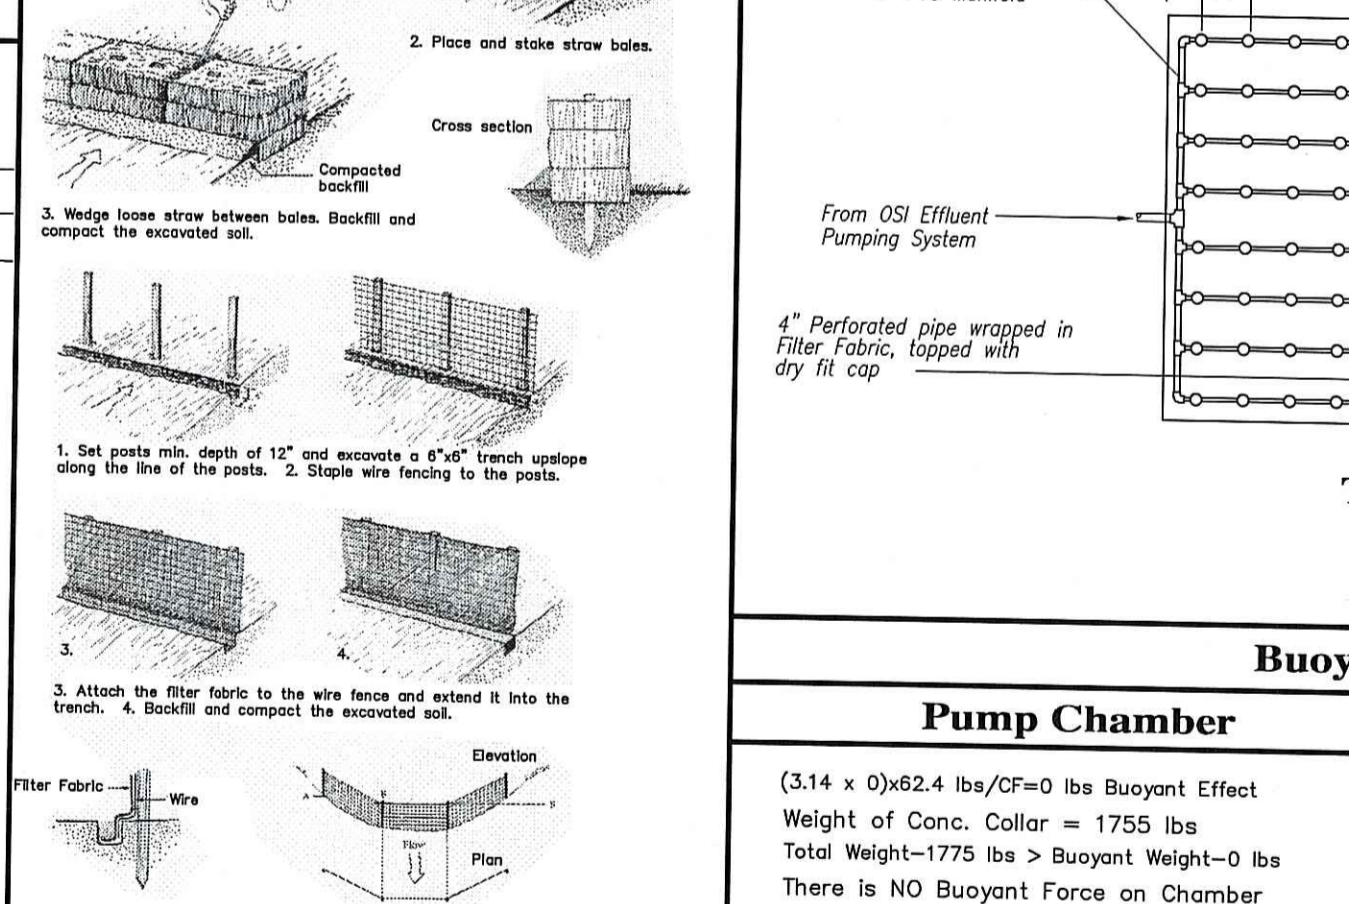 2. Place and stake straw bales.
Cross section
Compacted
backfill
3. Wedge loose straw between bales. Backfill and
compact the excavated soil.
1. Set posts min. depth of 12" and excavate a 6"x6" trench upslope
along the line of the posts. 2. Staple wire fencing to the posts.
3.
4.
3. Attach the filter fabric to the wire fence and extend it into the
trench. 4. Backfill and compact the excavated soil.
Elevation
Filter Fabric
Wire
A
B
Flow
Plan
From OSI Effluent
Pumping System
4" Perforated pipe wrapped in
Filter Fabric, topped with
dry fit cap
Buoy
Pump Chamber
(3.14 x 0)x62.4 lbs/CF=0 lbs Buoyant Effect
Weight of Conc. Collar = 1755 lbs
Total Weight-1775 lbs > Buoyant Weight-0 lbs
There is NO Buoyant Force on Chamber